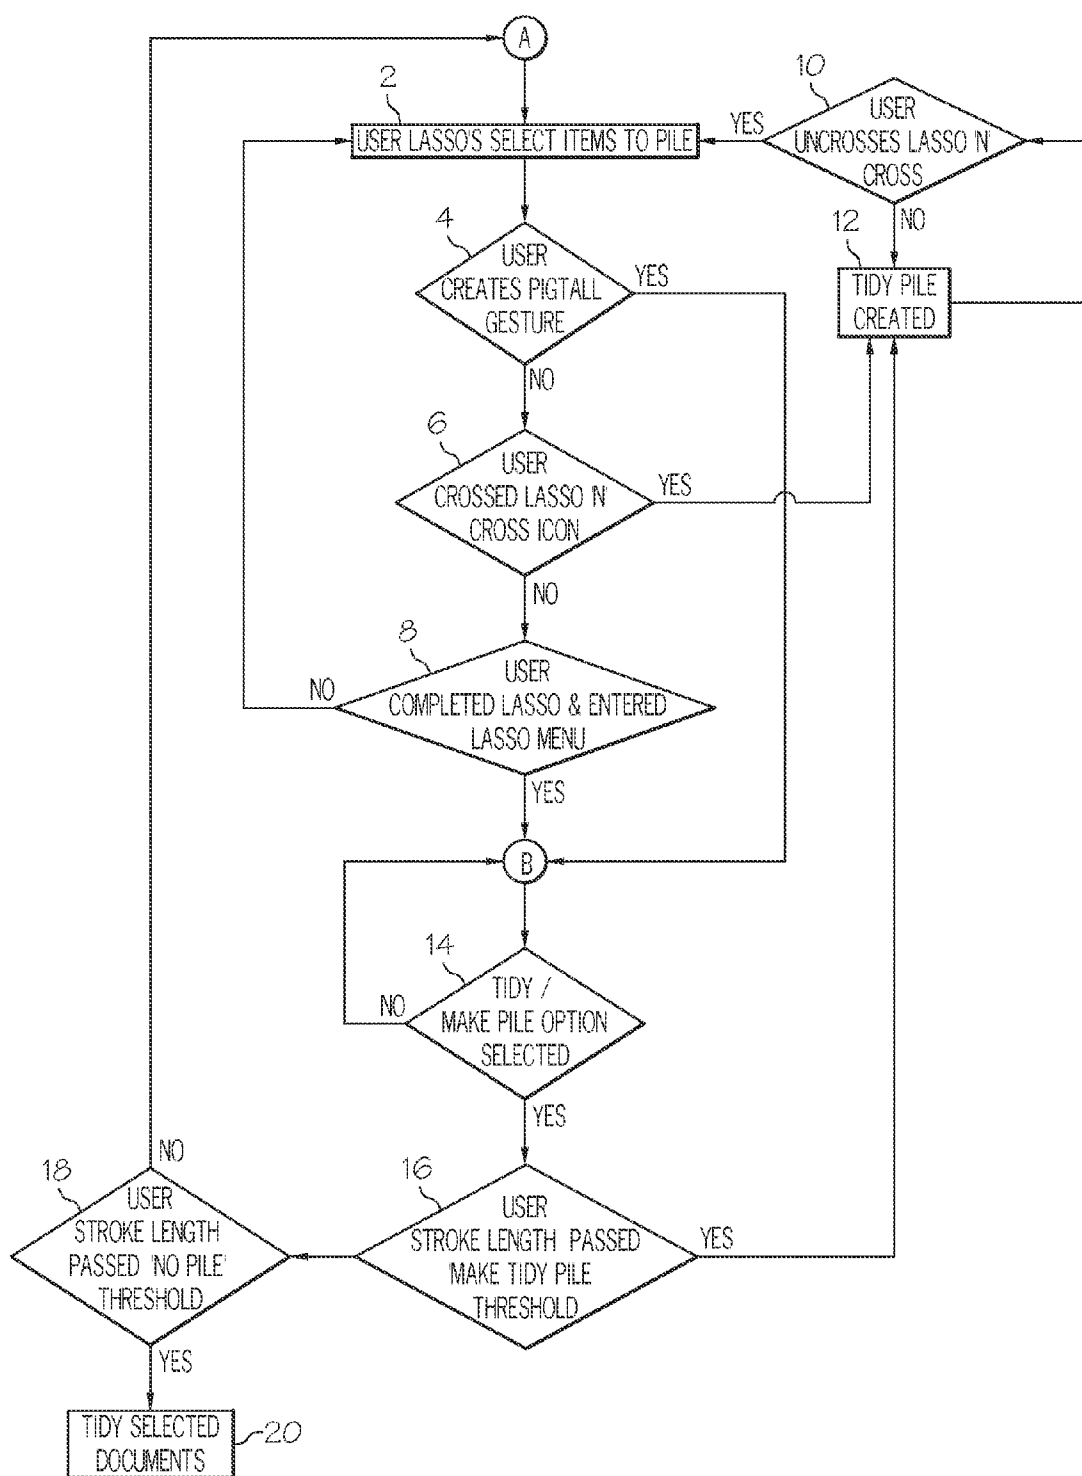 A
2
USER LASSO'S SELECT ITEMS TO PILE
YES
10
USER
UNCROSSES LASSO 'N'
CROSS
NO
12
TIDY PILE
CREATED
4
USER
CREATES PIGTALL
GESTURE
YES
NO
6
USER
CROSSED LASSO 'N'
CROSS ICON
YES
NO
8
USER
COMPLETED LASSO & ENTERED
LASSO MENU
NO
YES
B
14
TIDY /
MAKE PILE OPTION
SELECTED
NO
YES
16
USER
STROKE LENGTH PASSED
'MAKE TIDY PILE
THRESHOLD
YES
NO
18
USER
STROKE LENGTH
PASSED 'NO PILE'
THRESHOLD
YES
TIDY SELECTED
DOCUMENTS
20